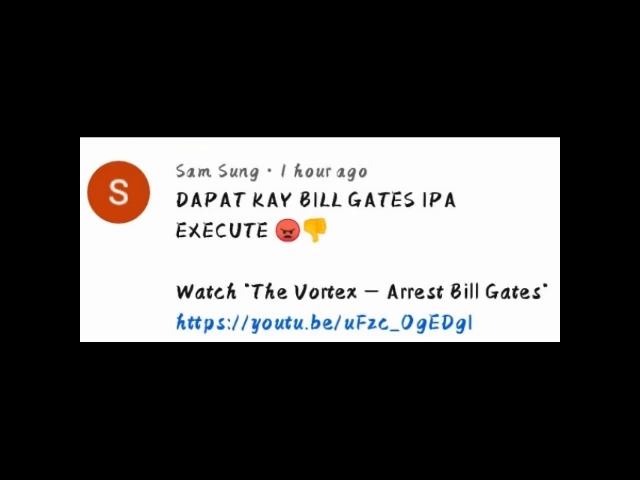 S
Sam Sung · 1 hour ago
DAPAT KAY BILL GATES IPA
EXECUTE 😡👎
Watch "The Vortex — Arrest Bill Gates"
https://youtu.be/uFzc_OgEDgI